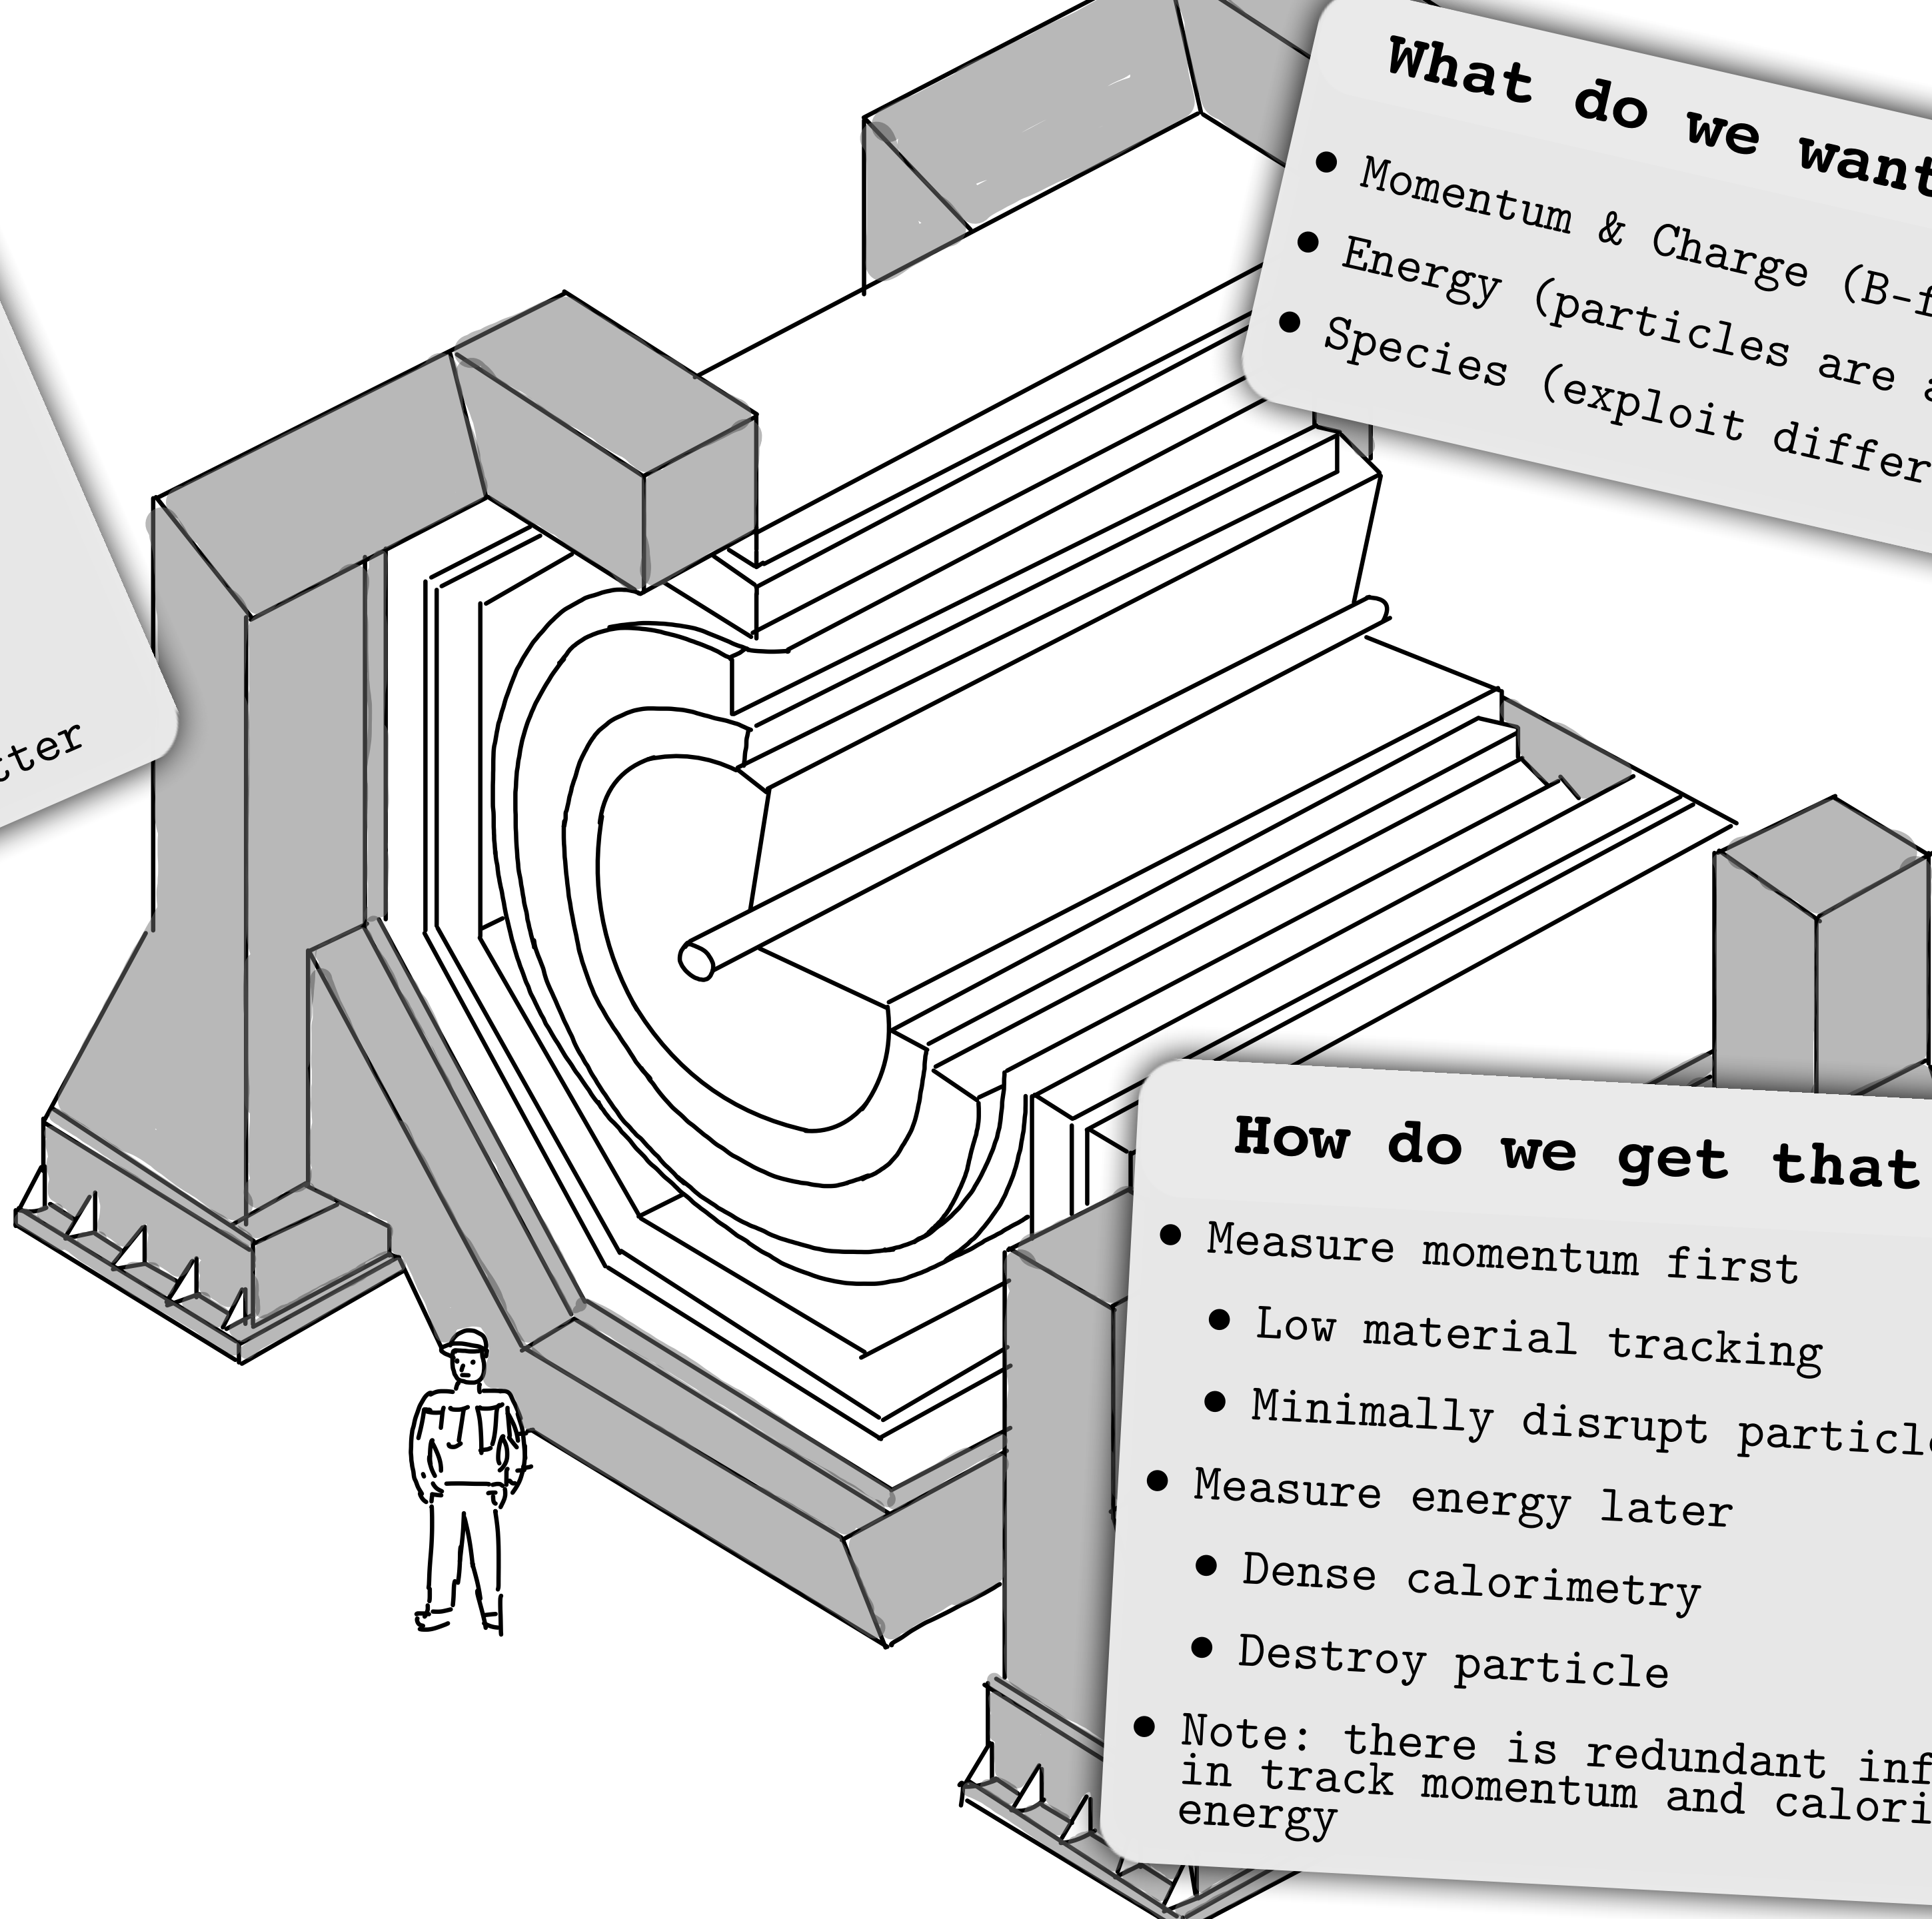 tter
What do we want
Momentum & Charge (B-f
Energy (particles are a
Species (exploit differ
How do we get that
Measure momentum first
Low material tracking
Minimally disrupt particle
Measure energy later
Dense calorimetry
Destroy particle
Note: there is redundant inf
in track momentum and calori
energy